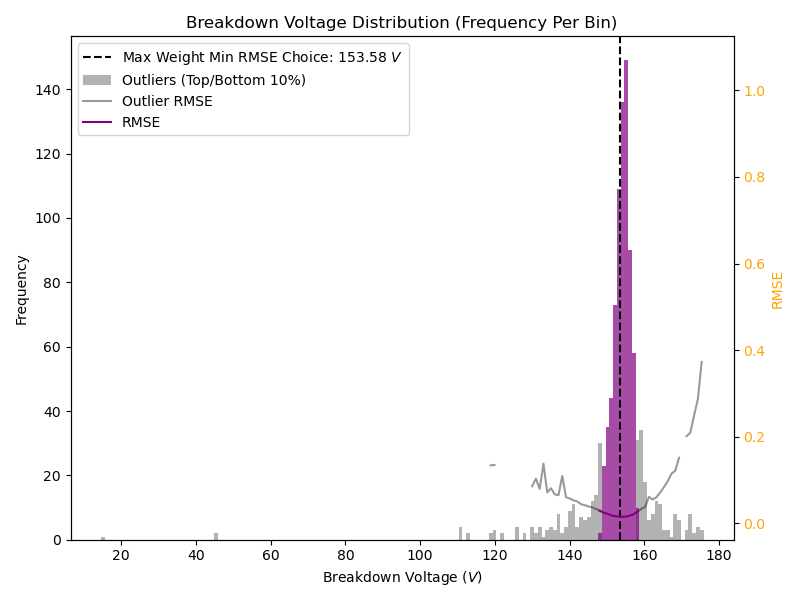 Breakdown Voltage Distribution (Frequency Per Bin)
Max Weight Min RMSE Choice: 153.58 V
Outliers (Top/Bottom 10%)
Outlier RMSE
RMSE
Frequency
140
120
100
80
60
40
20
0
1.0
0.8
0.6
0.4
0.2
0.0
RMSE
20 40 60 80 100 120 140 160 180
Breakdown Voltage (V)